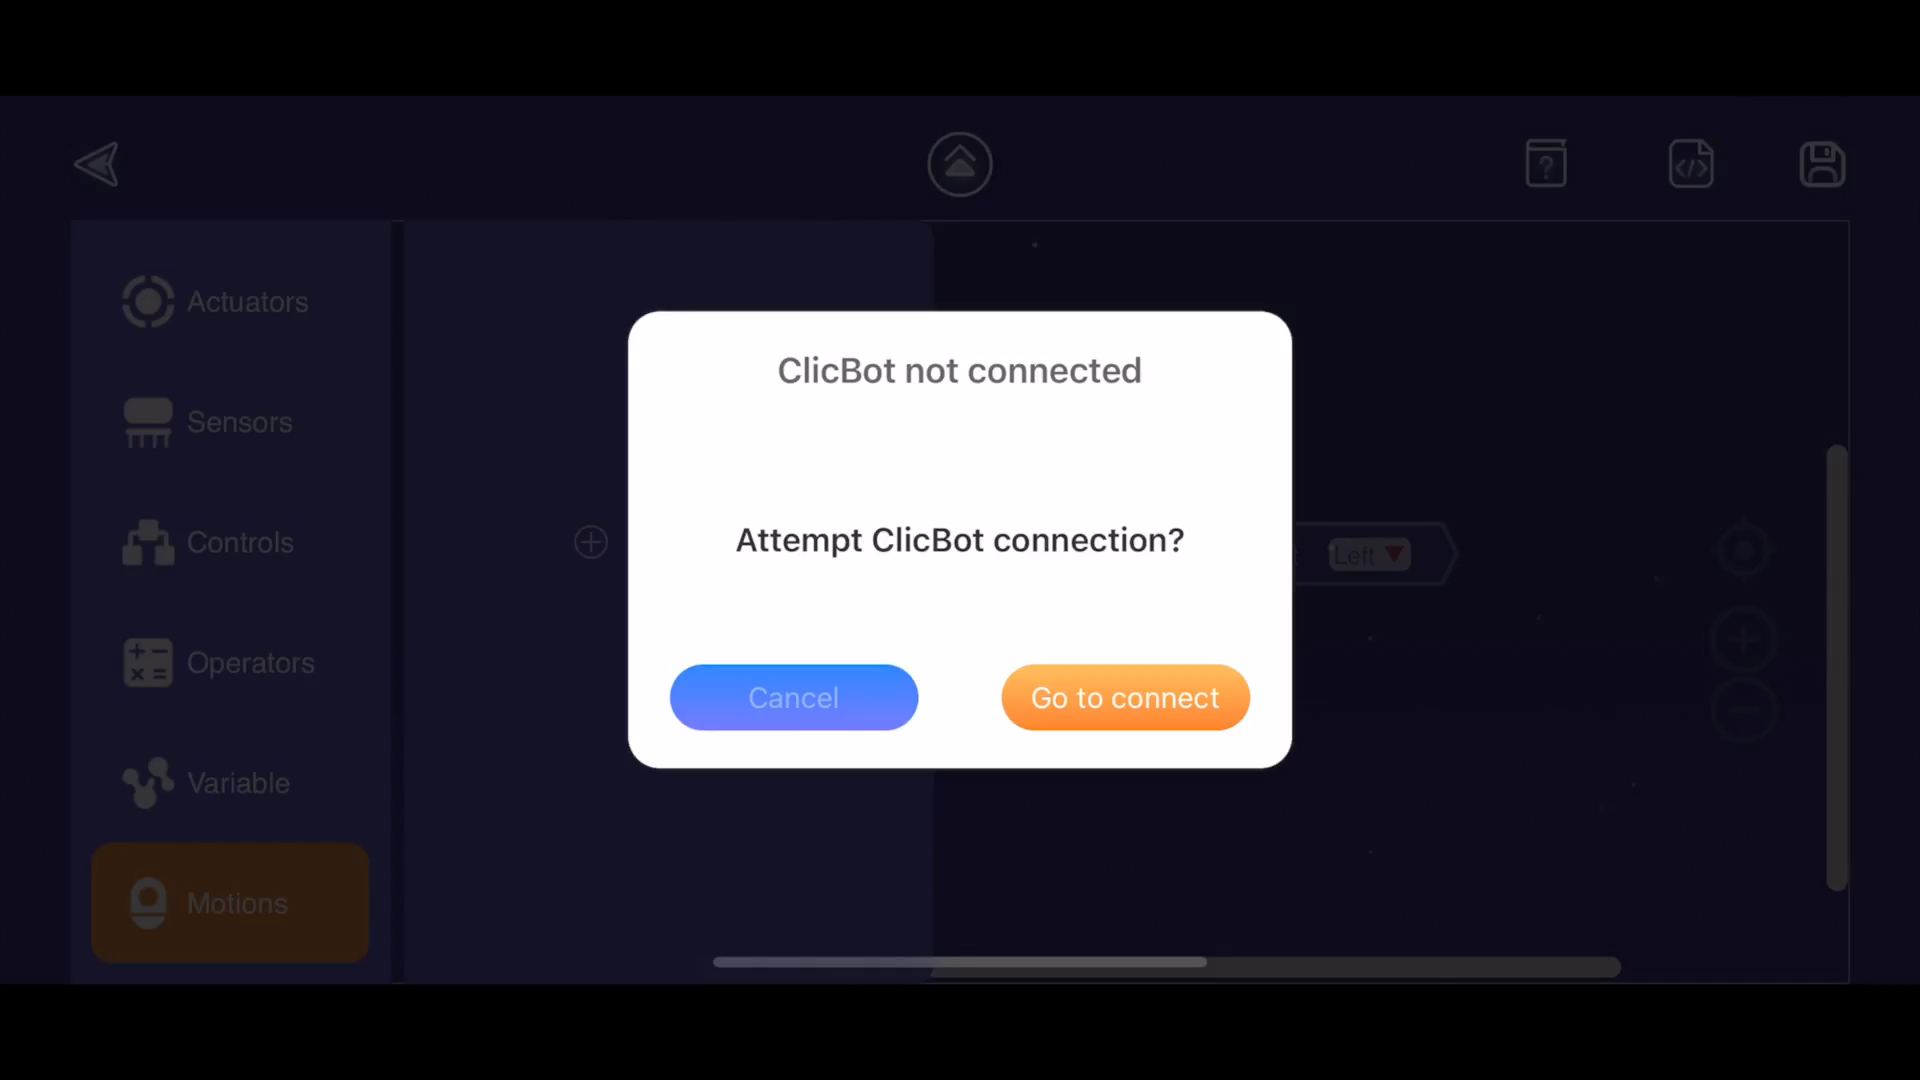 Actuators
Sensors
Controls
Operators
Variable
Motions
ClicBot not connected
Attempt ClicBot connection?
Cancel
Go to connect
Left